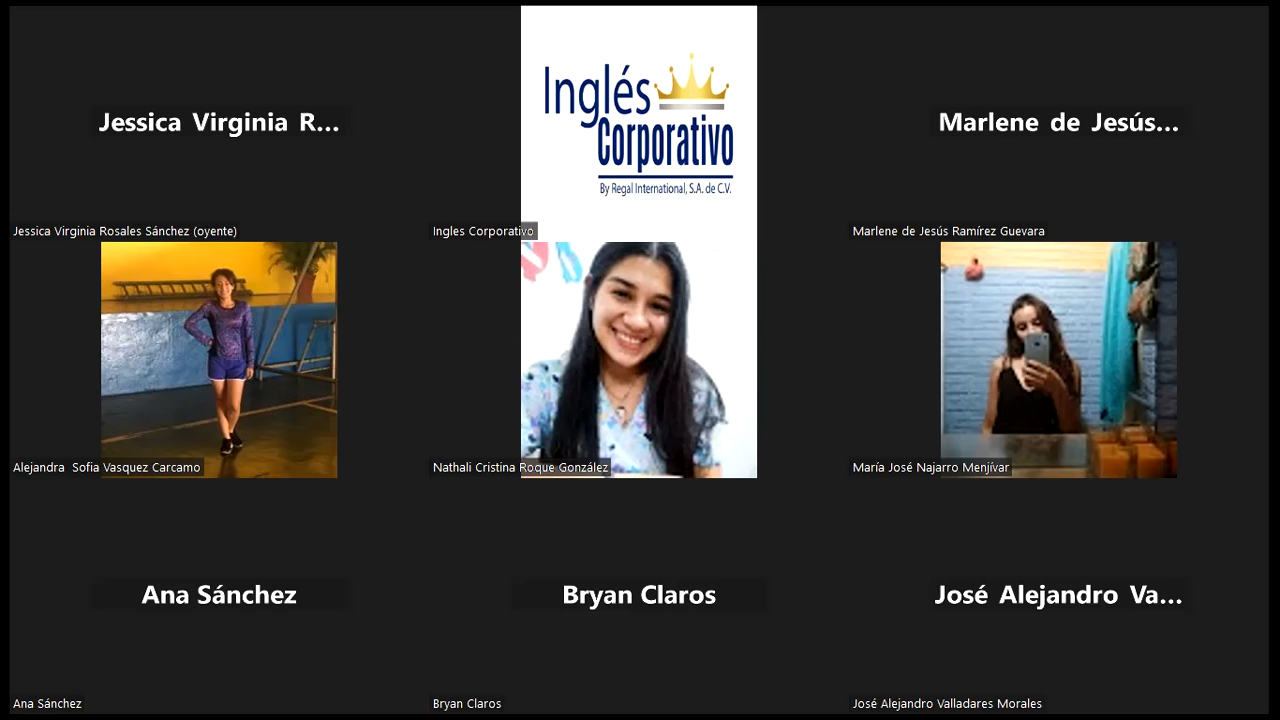 Jessica Virginia R...
Jessica Virginia Rosales Sánchez (oyente)
Inglés
Corporativo
By Regal International, S.A. de C.V.
Ingles Corporativo
Marlene de Jesús...
Marlene de Jesús Ramírez Guevara
Alejandra Sofia Vasquez Carcamo
Nathali Cristina Roque González
María José Najarro Menjívar
Ana Sánchez
Ana Sánchez
Bryan Claros
Bryan Claros
José Alejandro Va...
José Alejandro Valladares Morales